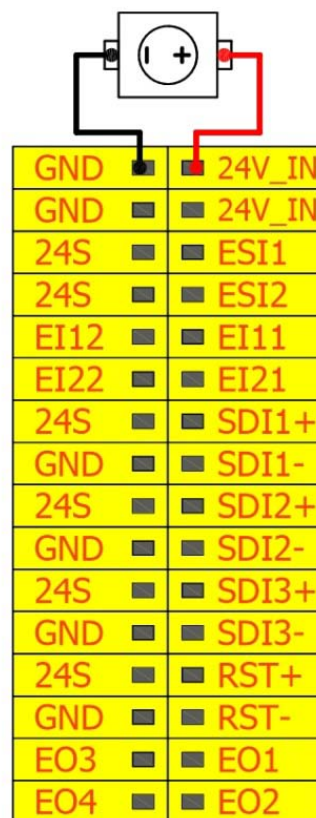 - +
GND 24V_IN
GND 24V_IN
24S ESI1
24S ESI2
EI12 EI11
EI22 EI21
24S SDI1+
GND SDI1-
24S SDI2+
GND SDI2-
24S SDI3+
GND SDI3-
24S RST+
GND RST-
EO3 EO1
EO4 EO2